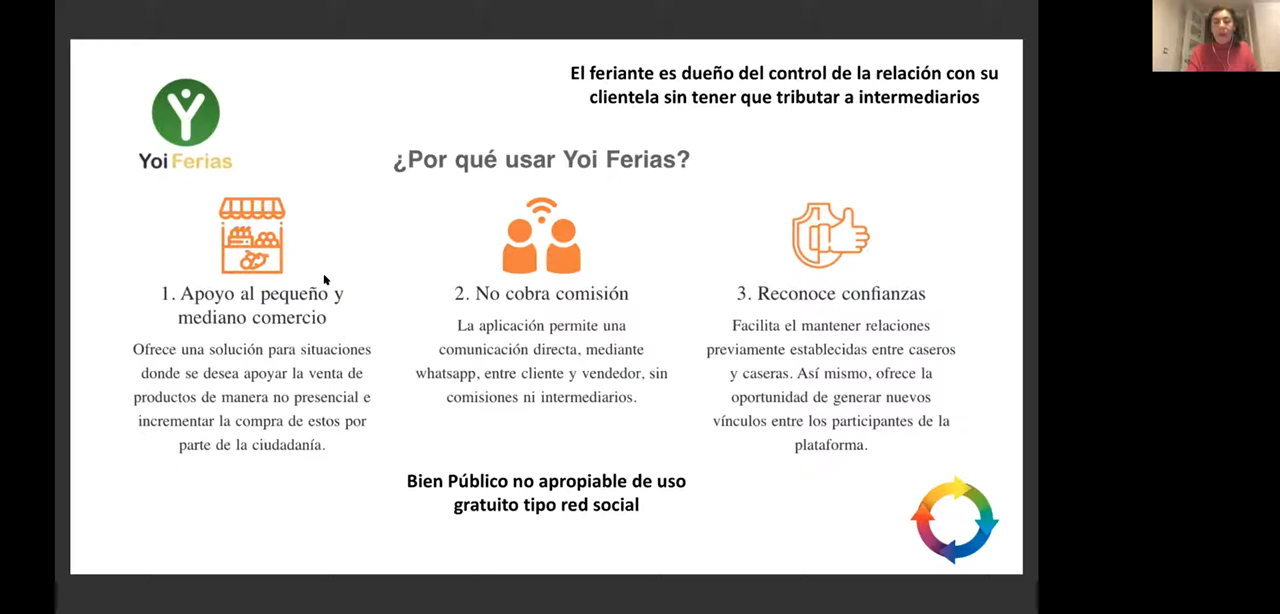 El feriante es dueño del control de la relación con su
clientela sin tener que tributar a intermediarios
Yoi Ferias
¿Por qué usar Yoi Ferias?
1. Apoyo al pequeño y
mediano comercio
Ofrece una solución para situaciones
donde se desea apoyar la venta de
productos de manera no presencial e
incrementar la compra de estos por
parte de la ciudadanía.
2. No cobra comisión
La aplicación permite una
comunicación directa, mediante
whatsapp, entre cliente y vendedor, sin
comisiones ni intermediarios.
3. Reconoce confianzas
Facilita el mantener relaciones
previamente establecidas entre caseros
y caseras. Así mismo, ofrece la
oportunidad de generar nuevos
vínculos entre los participantes de la
plataforma.
Bien Público no apropiable de uso
gratuito tipo red social